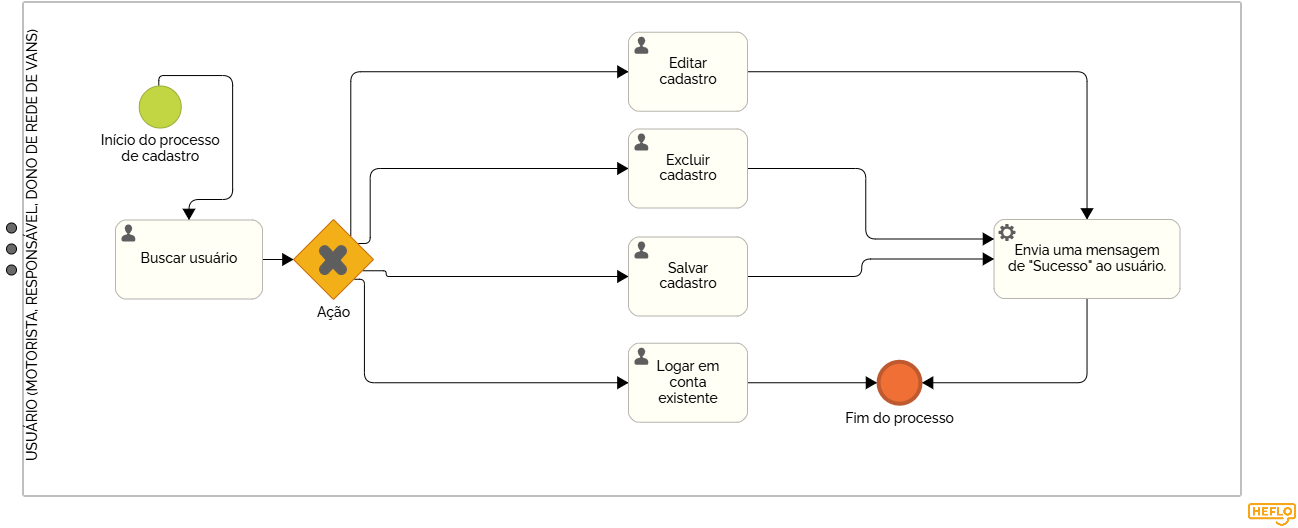 USUÁRIO (MOTORISTA, RESPONSÁVEL, DONO DE REDE DE VANS)
Início do processo
de cadastro
Buscar usuário
Ação
Editar
cadastro
Excluir
cadastro
Salvar
cadastro
Logar em
conta
existente
Envia uma mensagem
de "Sucesso" ao usuário.
Fim do processo
HEFLO